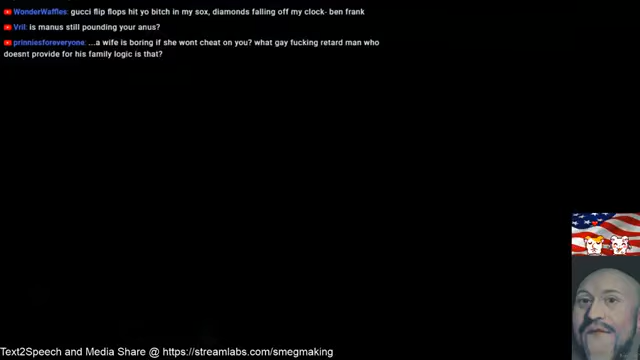 WonderWaffles: gucci flip flops hit yo bitch in my sox, diamonds falling off my clock- ben frank
Vril: is manus still pounding your anus?
prinniesforeveryone: ...a wife is boring if she wont cheat on you? what gay fucking retard man who
doesnt provide for his family logic is that?
Text2Speech and Media Share @ https://streamlabs.com/smegmaking